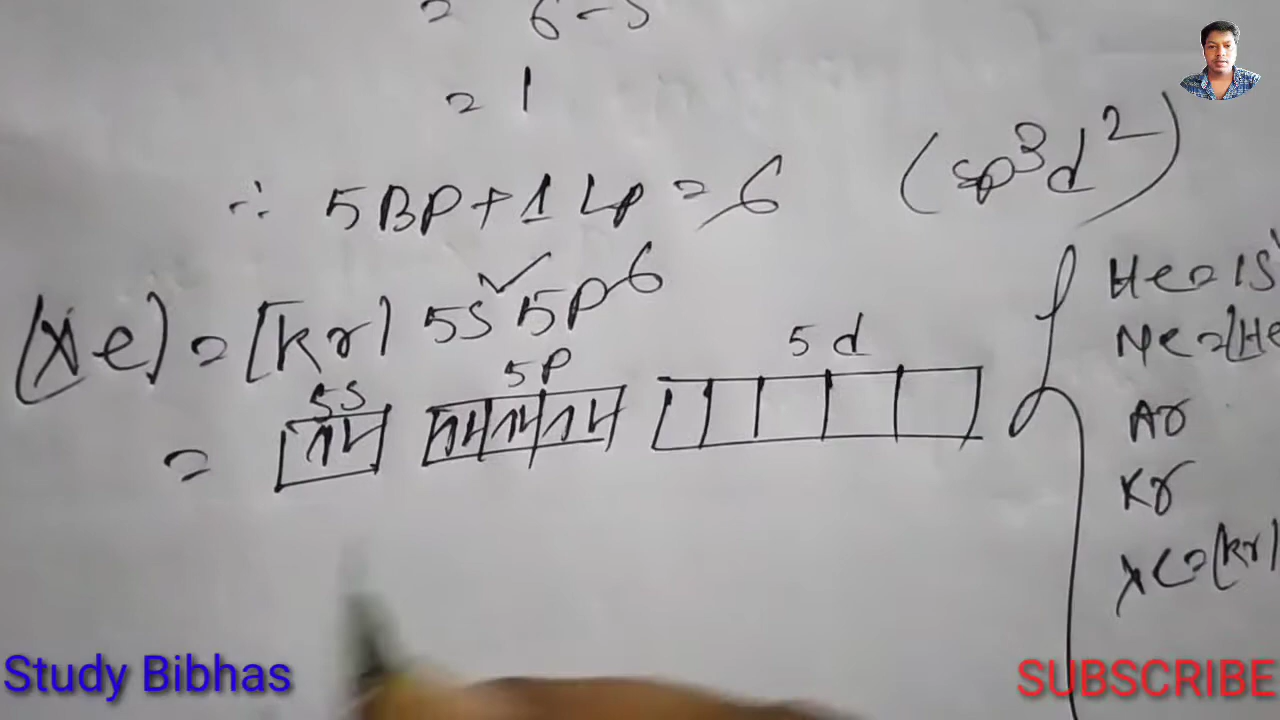 = 6-5
= 1
∴ 5BP+1LP = 6 (sp³d²)
(Xe) = [kr] 5s² 5p⁶
5s 5p 5d
=
He = 1s
Ne = [He
Ar
Kr
Xe = [kr]
Study Bibhas
SUBSCRIBE